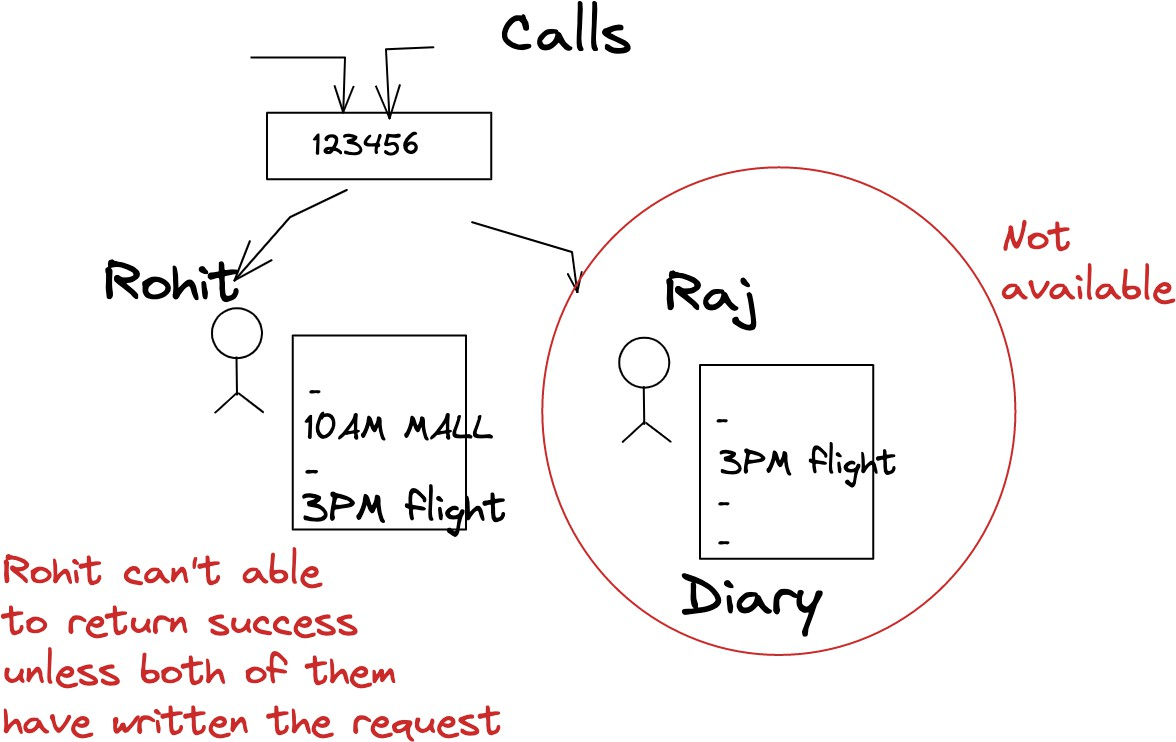 Calls
123456
Rohit
-
10AM MALL
-
3PM flight
Raj
-
3PM flight
-
-
Diary
Not
available
Rohit can't able
to return success
unless both of them
have written the request